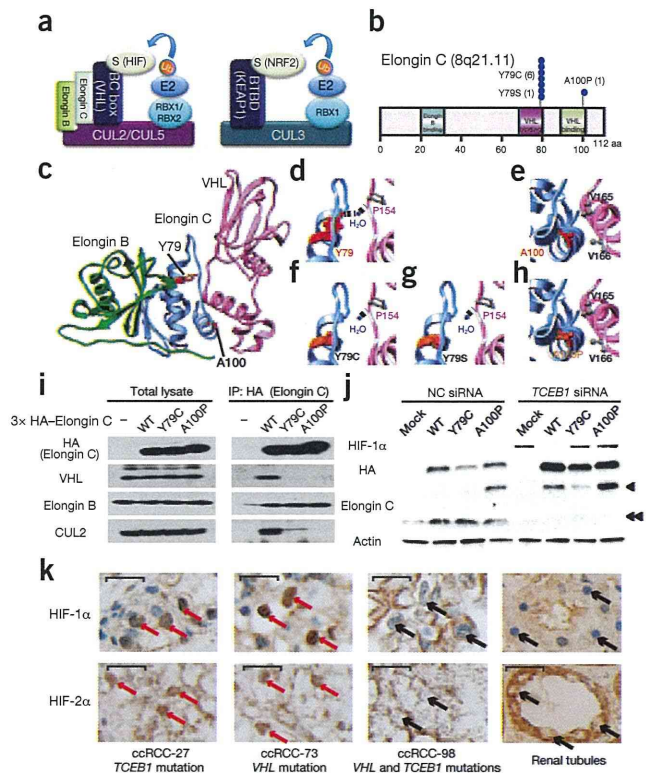 a
b
S (HIF)
Ub
E2
RBX1/
RBX2
Elongin B
Elongin C
BC box
(VHL)
CUL2/CUL5
S (NRF2)
Ub
E2
RBX1
BTBD
(KEAP1)
CUL3
Elongin C (8q21.11)
Y79C (6)
Y79S (1)
A100P (1)
Elongin
B
binding
VHL
binding
VHL
binding
0 20 40 60 80 100
112 aa
c
VHL
Elongin C
Elongin B
Y79
A100
d
P154
H₂O
Y79
e
V165
A100
V166
f
P154
H₂O
Y79C
g
P154
H₂O
Y79S
h
V165
V166
i
Total lysate
IP: HA (Elongin C)
3× HA–Elongin C
– WT Y79C A100P
– WT Y79C A100P
HA
(Elongin C)
VHL
Elongin B
CUL2
j
NC siRNA
TCEB1 siRNA
Mock WT Y79C A100P
Mock WT Y79C A100P
HIF-1α
HA
Elongin C
Actin
k
HIF-1α
HIF-2α
ccRCC-27
TCEB1 mutation
ccRCC-73
VHL mutation
ccRCC-98
VHL and TCEB1 mutations
Renal tubules